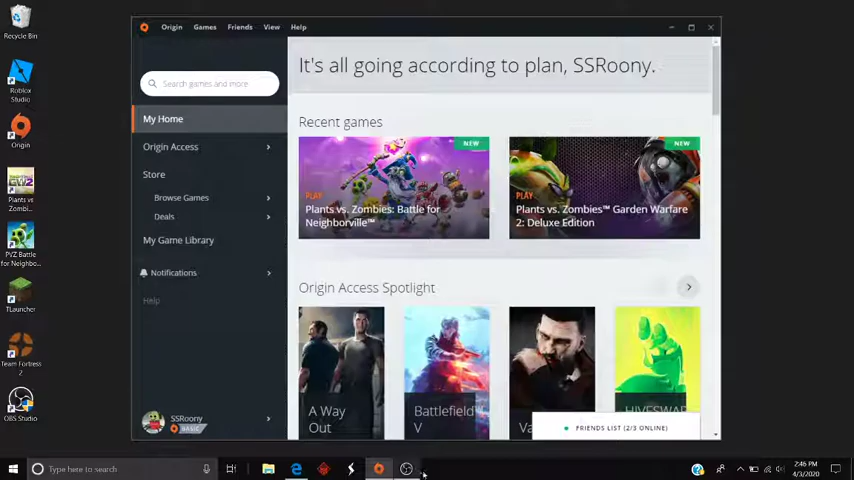 Recycle Bin
Roblox
Studio
Origin
Plants vs
Zombi...
PVZ Battle
for Neighbo...
TLauncher
Team Fortress
2
OBS Studio
Origin
Games
Friends
View
Help
Search games and more
My Home
Origin Access
Store
Browse Games
Deals
My Game Library
Notifications
Help
SSRoony
BASIC
It's all going according to plan, SSRoony.
Recent games
NEW
PLAY
Plants vs. Zombies: Battle for
Neighborville™
NEW
PLAY
Plants vs. Zombies™ Garden Warfare
2: Deluxe Edition
Origin Access Spotlight
A Way
Out
Battlefield™
V
Va
HIVESWAP
FRIENDS LIST (2/3 ONLINE)
Type here to search
2:46 PM
4/3/2020